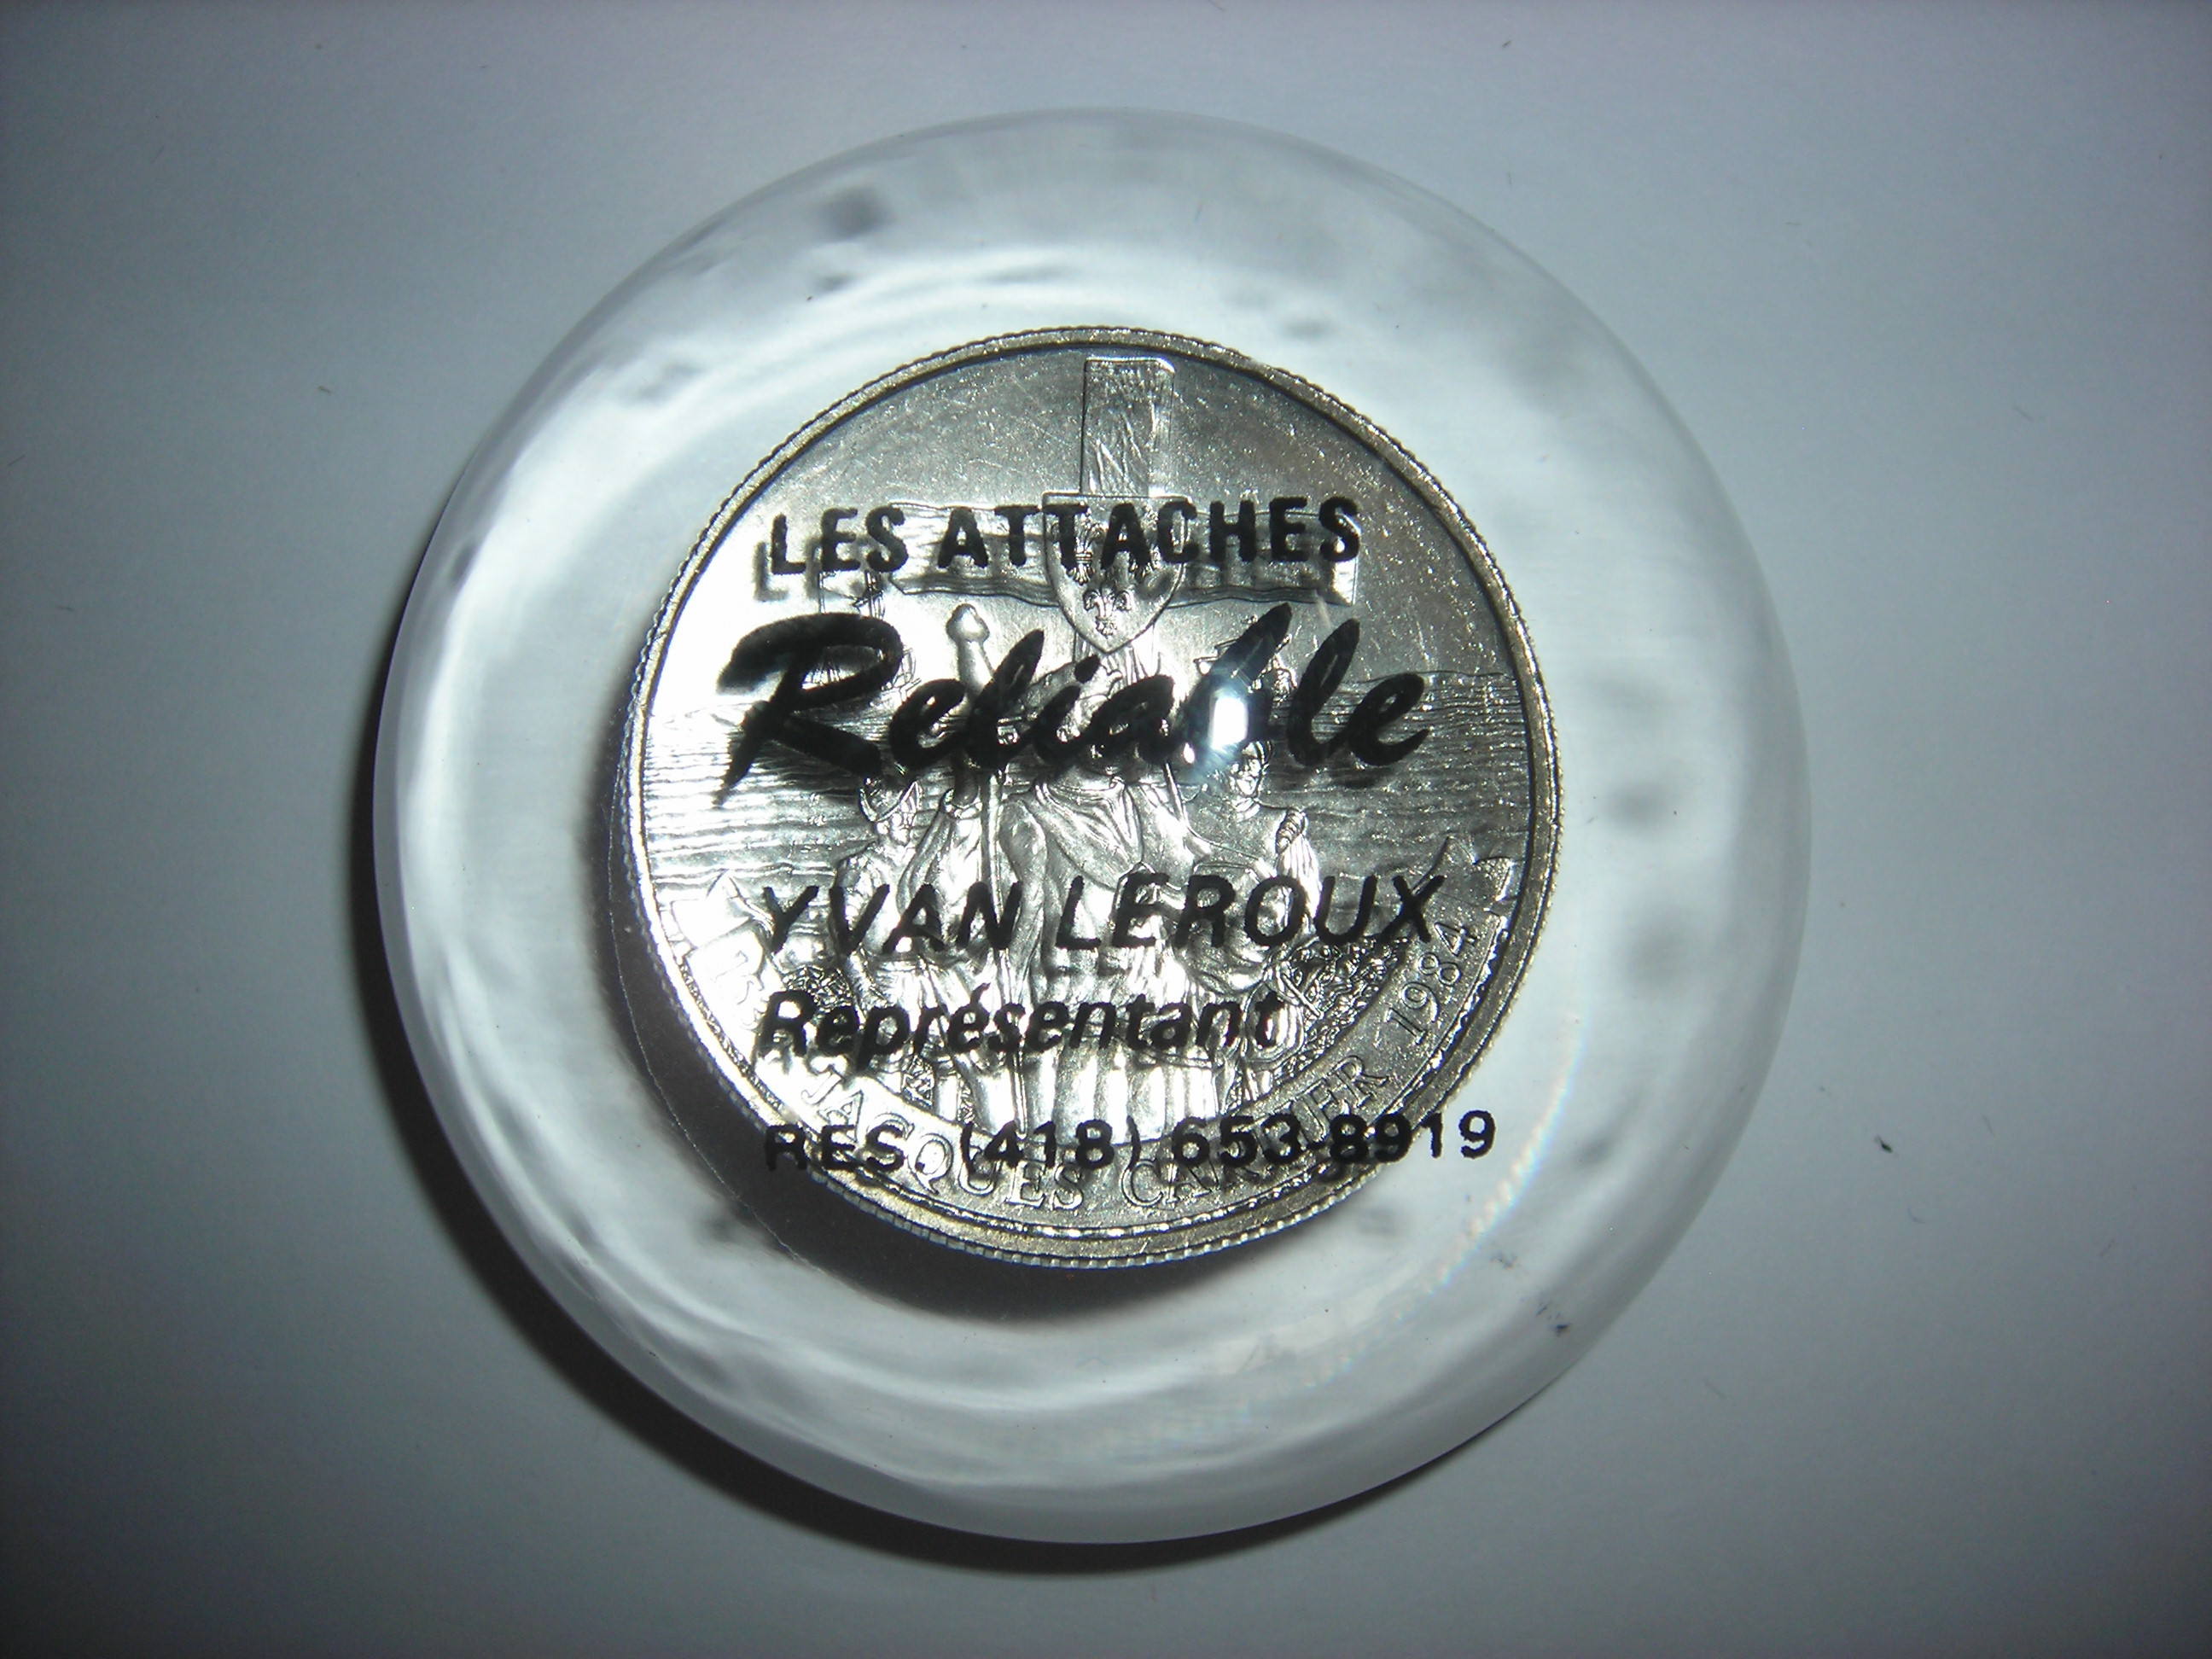 LES ATTACHES
Reliable
YVAN LEROUX
Représentant
RES. (418) 653-8919
JACQUES CARTIER 1984